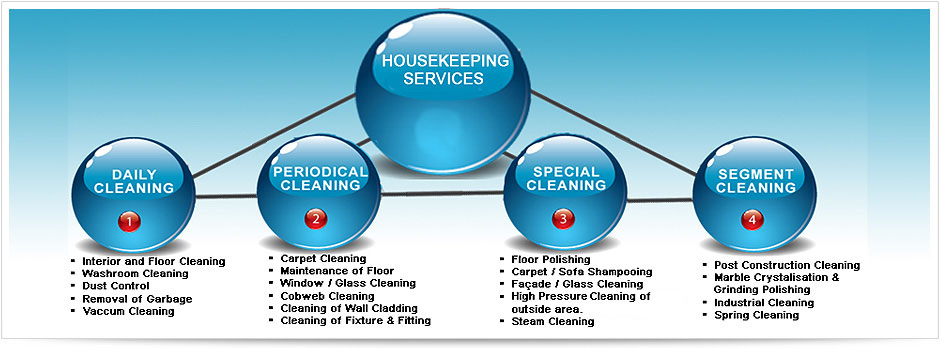 HOUSEKEEPING
SERVICES
DAILY
CLEANING
1
▪ Interior and Floor Cleaning
▪ Washroom Cleaning
▪ Dust Control
▪ Removal of Garbage
▪ Vaccum Cleaning
PERIODICAL
CLEANING
2
▪ Carpet Cleaning
▪ Maintenance of Floor
▪ Window / Glass Cleaning
▪ Cobweb Cleaning
▪ Cleaning of Wall Cladding
▪ Cleaning of Fixture & Fitting
SPECIAL
CLEANING
3
▪ Floor Polishing
▪ Carpet / Sofa Shampooing
▪ Façade / Glass Cleaning
▪ High Pressure Cleaning of
outside area.
▪ Steam Cleaning
SEGMENT
CLEANING
4
▪ Post Construction Cleaning
▪ Marble Crystalisation &
Grinding Polishing
▪ Industrial Cleaning
▪ Spring Cleaning